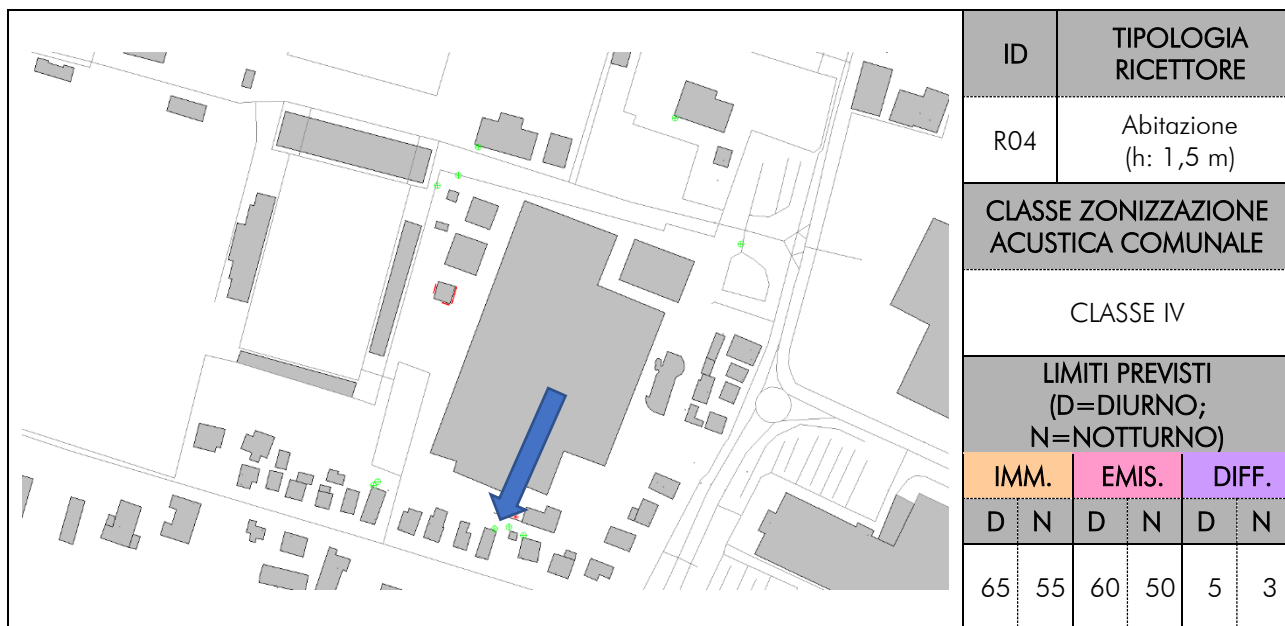 ID
TIPOLOGIA
RICETTORE
R04
Abitazione
(h: 1,5 m)
CLASSE ZONIZZAZIONE
ACUSTICA COMUNALE
CLASSE IV
LIMITI PREVISTI
(D=DIURNO;
N=NOTTURNO)
IMM. EMIS. DIFF.
D N D N D N
65 55 60 50 5 3